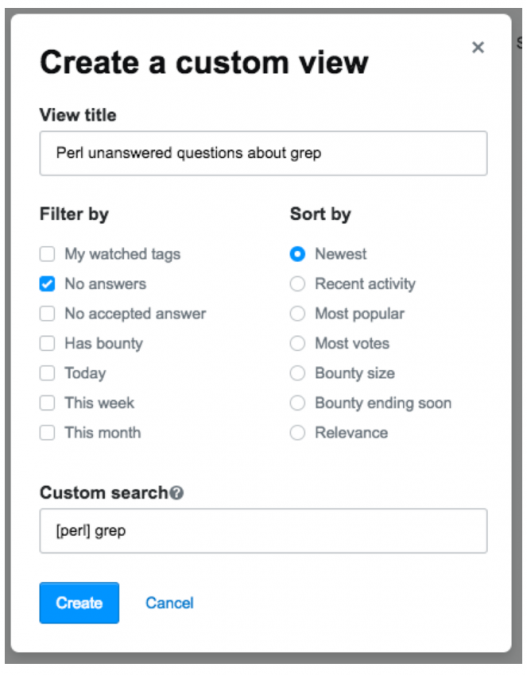 Create a custom view
×
View title
Perl unanswered questions about grep
Filter by
My watched tags
No answers
No accepted answer
Has bounty
Today
This week
This month
Sort by
Newest
Recent activity
Most popular
Most votes
Bounty size
Bounty ending soon
Relevance
Custom search?
[perl] grep
Create
Cancel